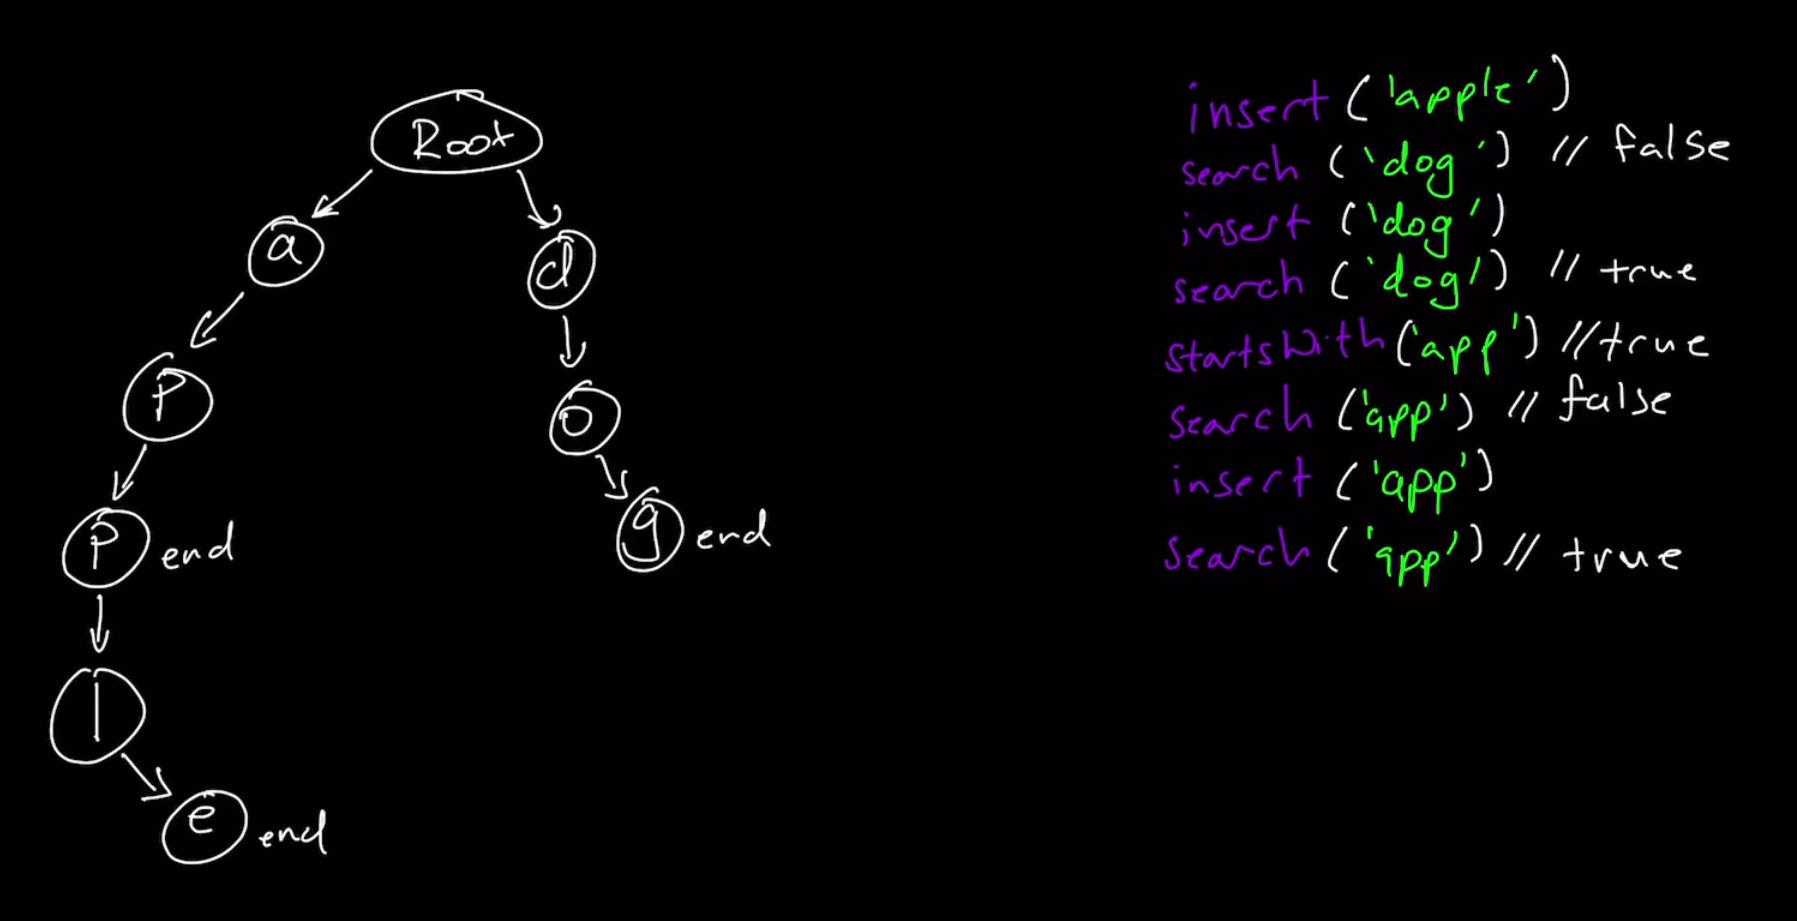 Root
a
d
p
o
p end
g end
l
e end
insert ('apple')
search ('dog') // false
insert ('dog')
search ('dog') // true
startsWith ('app') // true
search ('app') // false
insert ('app')
search ('app') // true